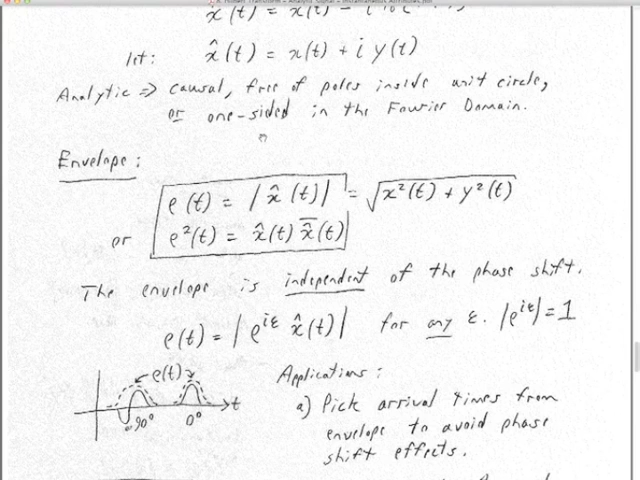 let: x̂(t) = x(t) + i y(t)
Analytic => causal, free of poles inside unit circle,
or one-sided in the Fourier Domain.
Envelope:
e(t) = |x̂(t)| = √x²(t) + y²(t)
or e²(t) = x̂(t) x̂̄(t)
The envelope is independent of the phase shift.
e(t) = |e^{iε} x̂(t)| for any ε. |e^{iε}| = 1
e(t)
t
90° 0°
Applications:
a) Pick arrival times from
envelope to avoid phase
shift effects.